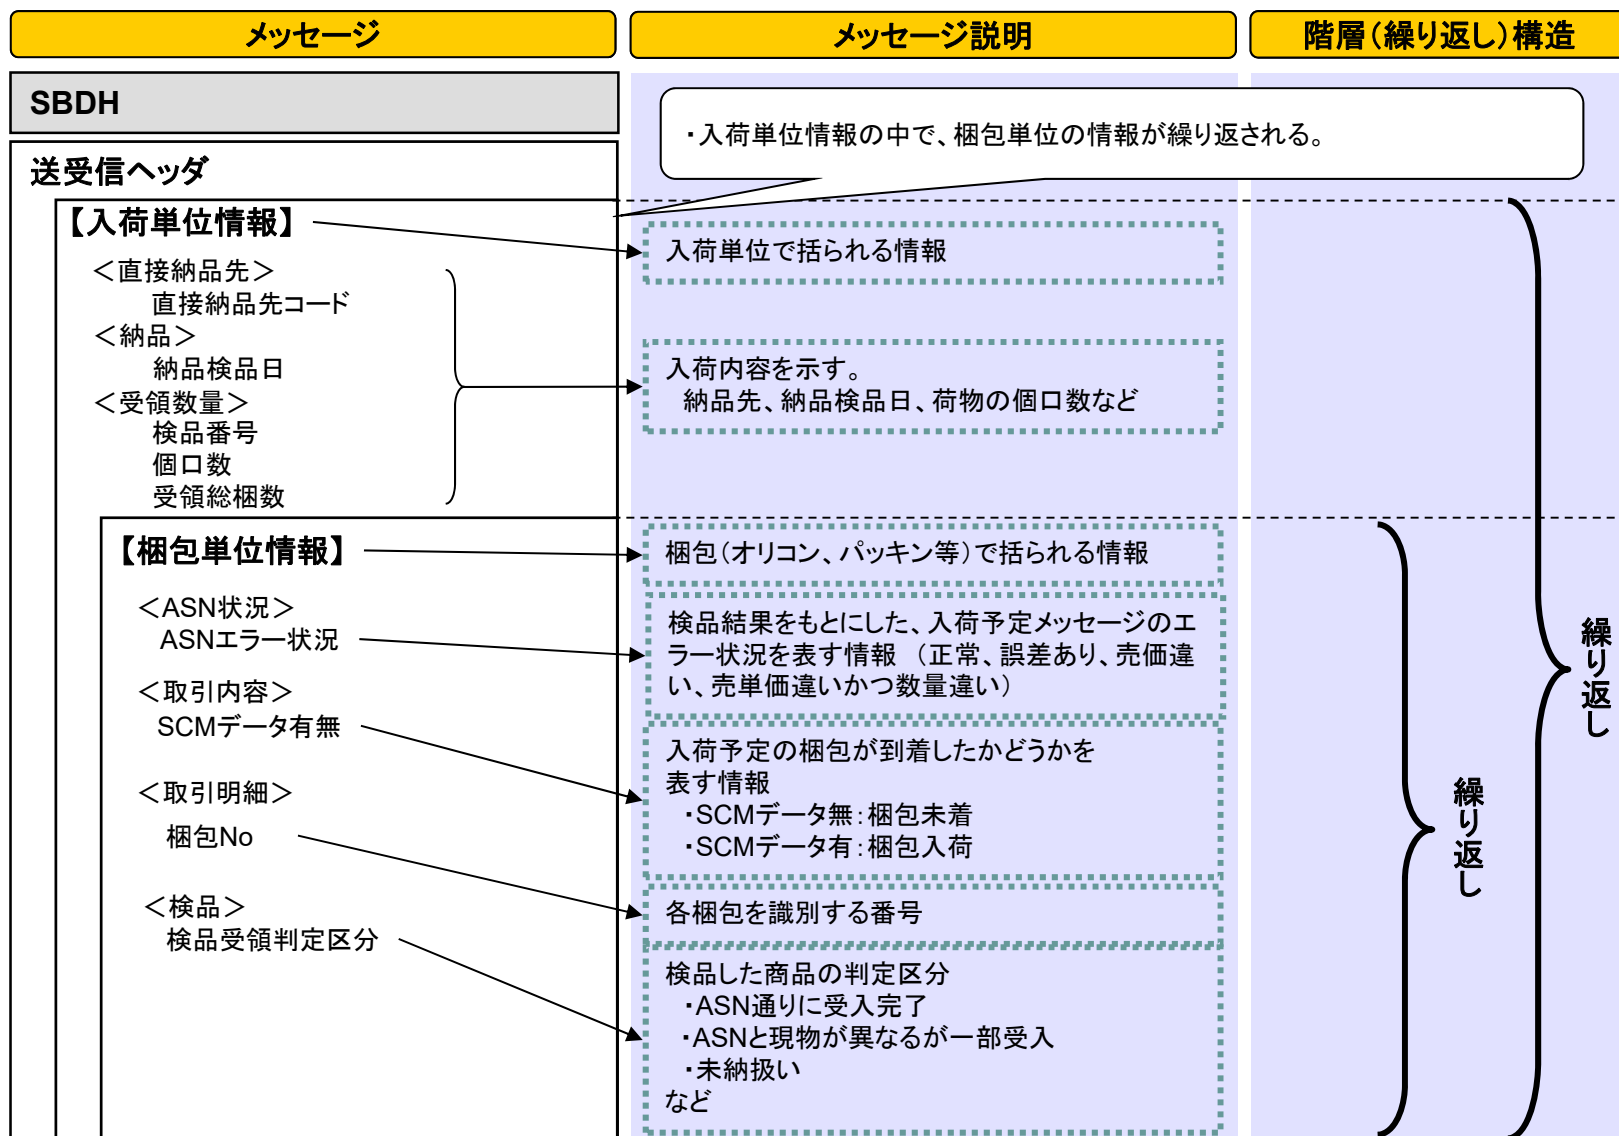 メッセージ
メッセージ説明
階層(繰り返し)構造
SBDH
・入荷単位情報の中で、梱包単位の情報が繰り返される。
送受信ヘッダ
【入荷単位情報】
入荷単位で括られる情報
＜直接納品先＞
直接納品先コード
＜納品＞
納品検品日
＜受領数量＞
検品番号
個口数
受領総梱数
入荷内容を示す。
納品先、納品検品日、荷物の個口数など
【梱包単位情報】
梱包(オリコン、パッキン等)で括られる情報
＜ASN状況＞
ASNエラー状況
検品結果をもとにした、入荷予定メッセージのエ
ラー状況を表す情報 （正常、誤差あり、売価違
い、売単価違いかつ数量違い）
＜取引内容＞
SCMデータ有無
入荷予定の梱包が到着したかどうかを
表す情報
・SCMデータ無：梱包未着
・SCMデータ有：梱包入荷
＜取引明細＞
梱包No
各梱包を識別する番号
＜検品＞
検品受領判定区分
検品した商品の判定区分
・ASN通りに受入完了
・ASNと現物が異なるが一部受入
・未納扱い
など
繰り返し
繰り返し